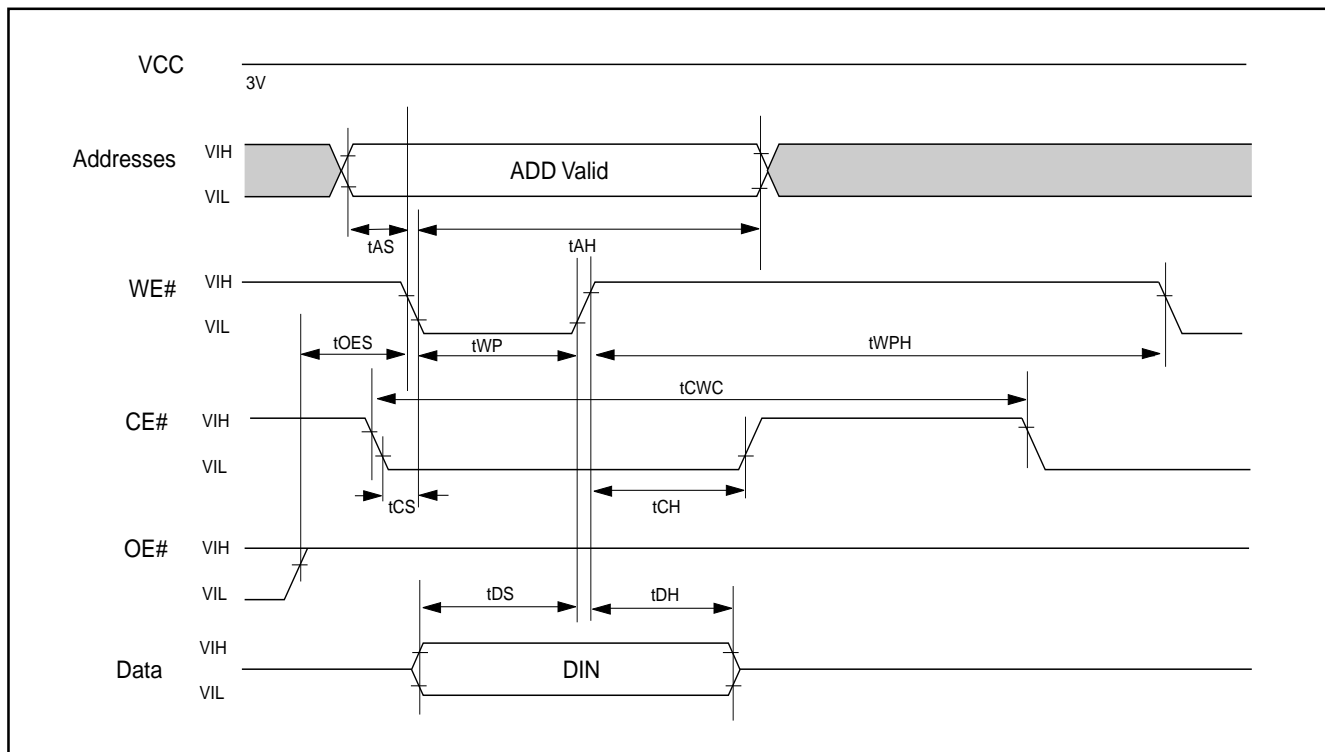 VCC
3V
Addresses
VIH
ADD Valid
VIL
tAS
tAH
WE#
VIH
VIL
tOES
tWP
tWPH
tCWC
CE#
VIH
VIL
tCS
tCH
OE#
VIH
VIL
tDS
tDH
VIH
Data
DIN
VIL